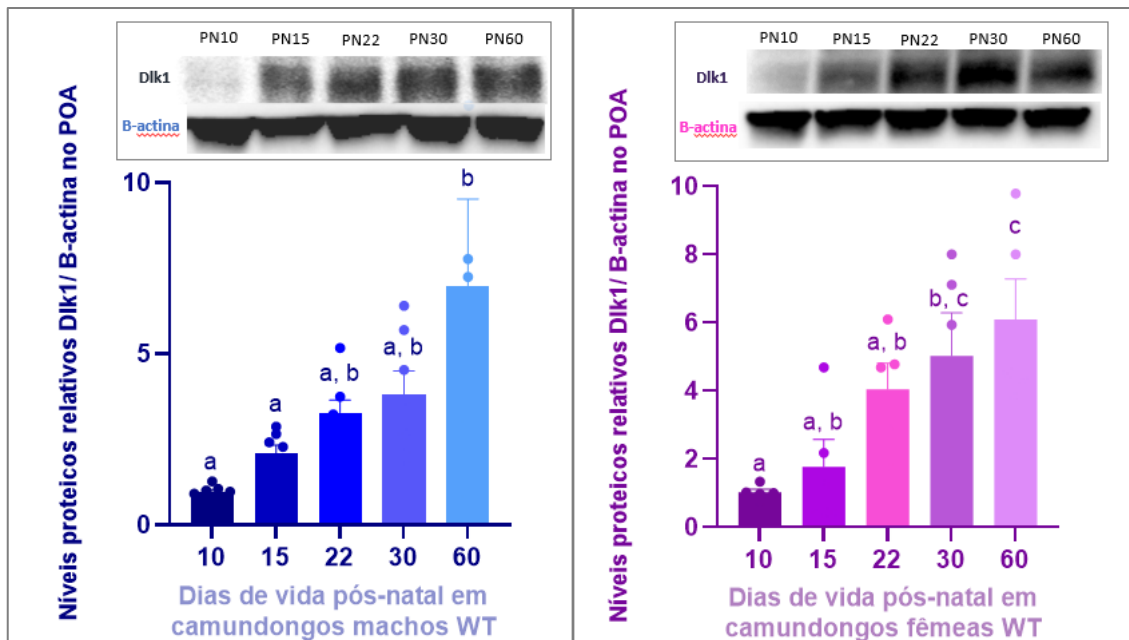 PN10 PN15 PN22 PN30 PN60
Dlk1
B-actina
Níveis proteicos relativos Dlk1/ B-actina no POA
10
5
0
a
a
a, b
a, b
b
10 15 22 30 60
Dias de vida pós-natal em
camundongos machos WT
PN10 PN15 PN22 PN30 PN60
Dlk1
B-actina
Níveis proteicos relativos Dlk1/ B-actina no POA
10
8
6
4
2
0
a
a, b
a, b
b, c
c
10 15 22 30 60
Dias de vida pós-natal em
camundongos fêmeas WT